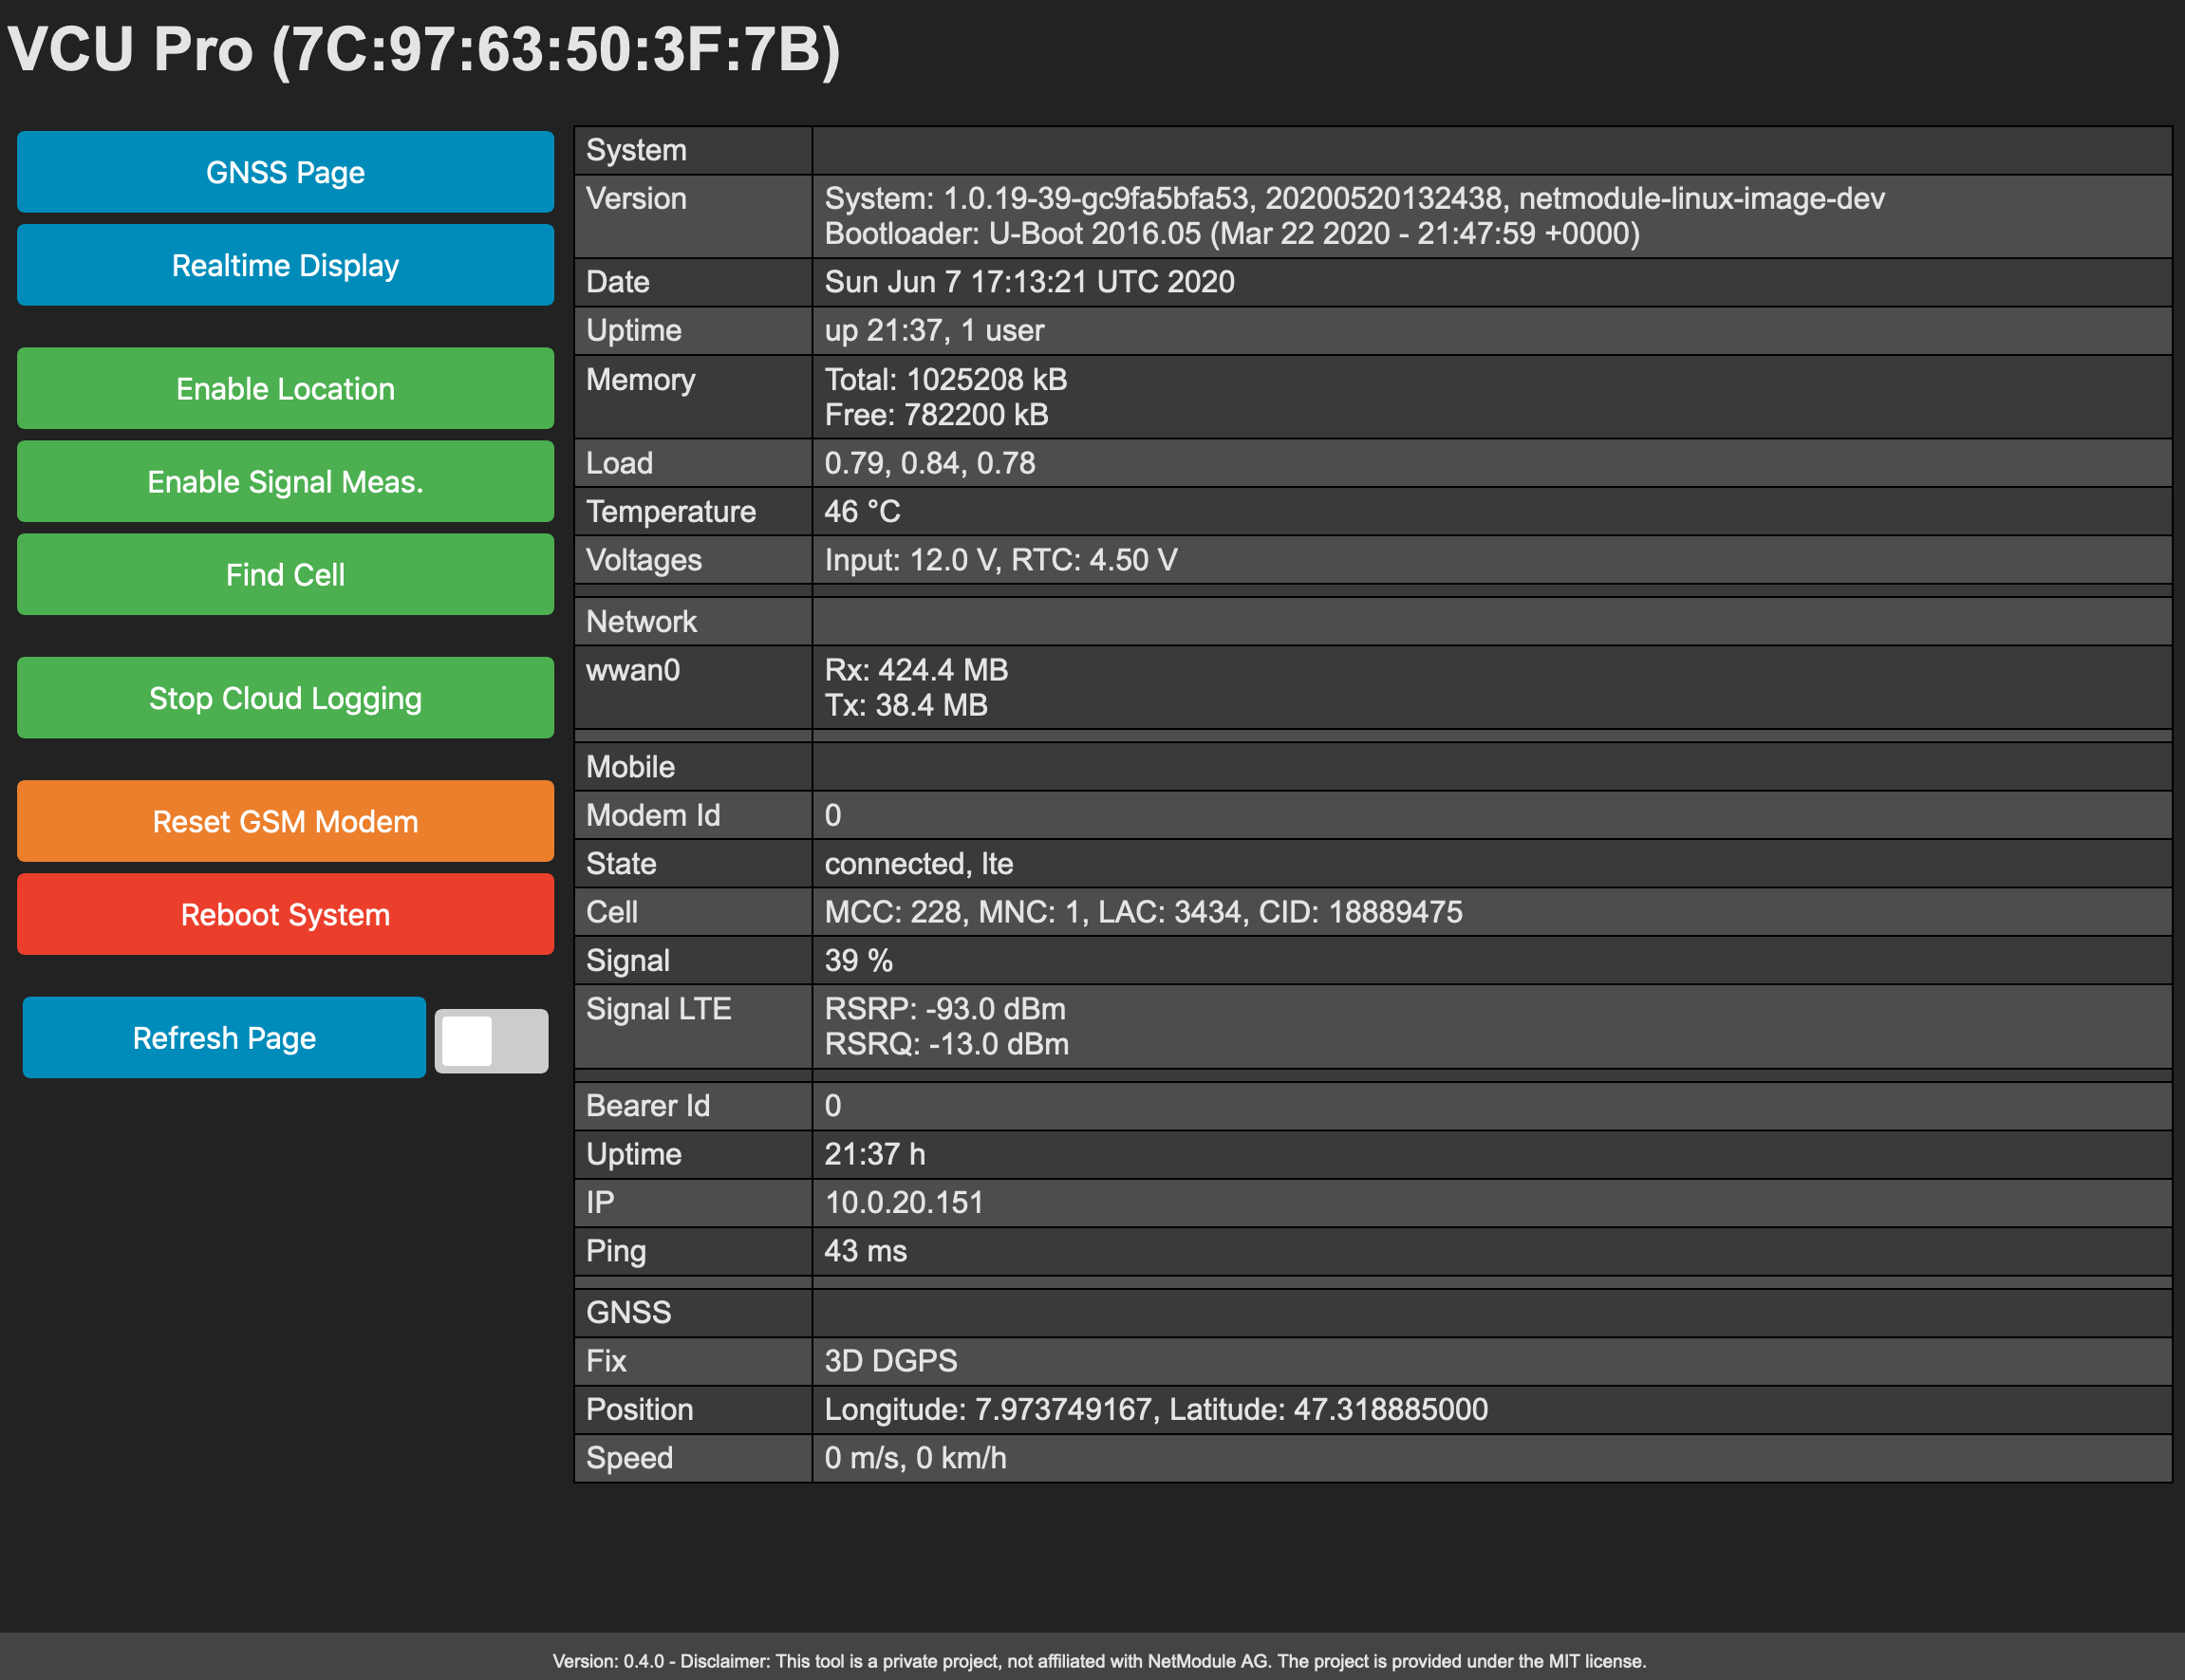 VCU Pro (7C:97:63:50:3F:7B)
GNSS Page
Realtime Display
Enable Location
Enable Signal Meas.
Find Cell
Stop Cloud Logging
Reset GSM Modem
Reboot System
Refresh Page
System
Version System: 1.0.19-39-gc9fa5bfa53, 20200520132438, netmodule-linux-image-dev
Bootloader: U-Boot 2016.05 (Mar 22 2020 - 21:47:59 +0000)
Date Sun Jun 7 17:13:21 UTC 2020
Uptime up 21:37, 1 user
Memory Total: 1025208 kB
Free: 782200 kB
Load 0.79, 0.84, 0.78
Temperature 46 °C
Voltages Input: 12.0 V, RTC: 4.50 V
Network
wwan0 Rx: 424.4 MB
Tx: 38.4 MB
Mobile
Modem Id 0
State connected, lte
Cell MCC: 228, MNC: 1, LAC: 3434, CID: 18889475
Signal 39 %
Signal LTE RSRP: -93.0 dBm
RSRQ: -13.0 dBm
Bearer Id 0
Uptime 21:37 h
IP 10.0.20.151
Ping 43 ms
GNSS
Fix 3D DGPS
Position Longitude: 7.973749167, Latitude: 47.318885000
Speed 0 m/s, 0 km/h
Version: 0.4.0 - Disclaimer: This tool is a private project, not affiliated with NetModule AG. The project is provided under the MIT license.